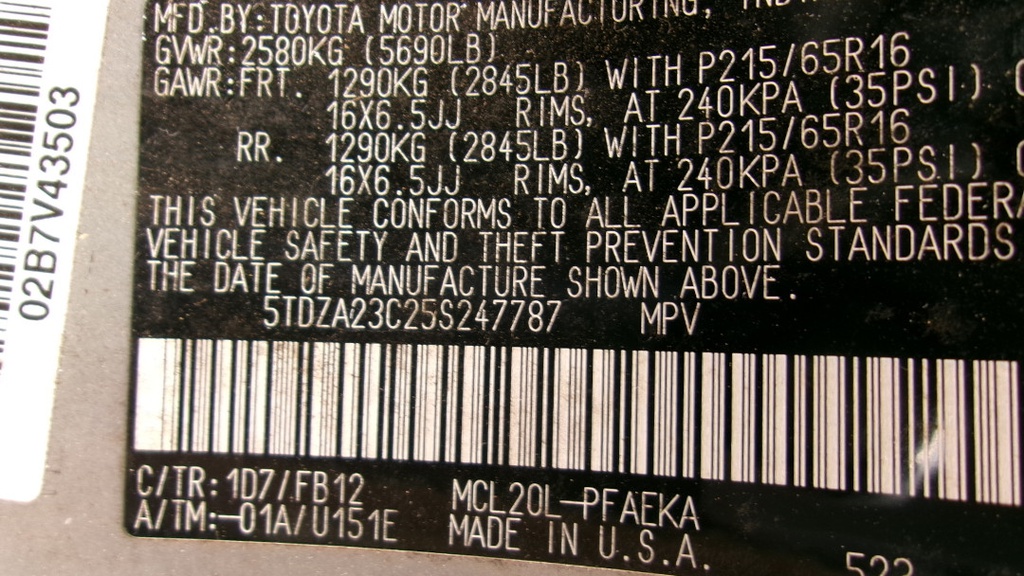 MFD.BY:TOYOTA MOTOR MANUFACTURING,
GVWR:2580KG (5690LB)
GAWR:FRT. 1290KG (2845LB) WITH P215/65R16
16X6.5JJ RIMS, AT 240KPA (35PSI)
RR. 1290KG (2845LB) WITH P215/65R16
16X6.5JJ RIMS, AT 240KPA (35PSI)
THIS VEHICLE CONFORMS TO ALL APPLICABLE FEDERA
VEHICLE SAFETY AND THEFT PREVENTION STANDARDS
THE DATE OF MANUFACTURE SHOWN ABOVE.
5TDZA23C25S247787 MPV
C/TR:1D7/FB12 MCL20L-PFAEKA
A/TM:-01A/U151E MADE IN U.S.A.
523
02B7V43503